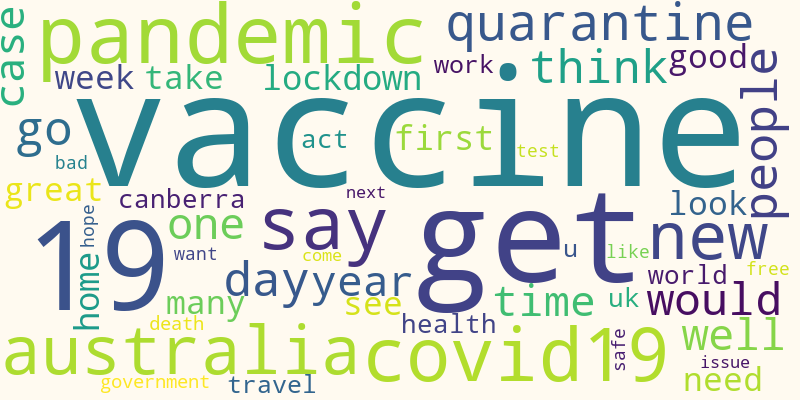 case
pandemic
quarantine
week
take
lockdown
work
think
good
people
go
vaccine
act
first
test
bad
great
canberra
next
look
19
hope
one
say
get
new
want
come
u
like
home
day
year
world
free
many
see
time
uk
would
death
health
australia
covid19
safe
well
issue
government
travel
need